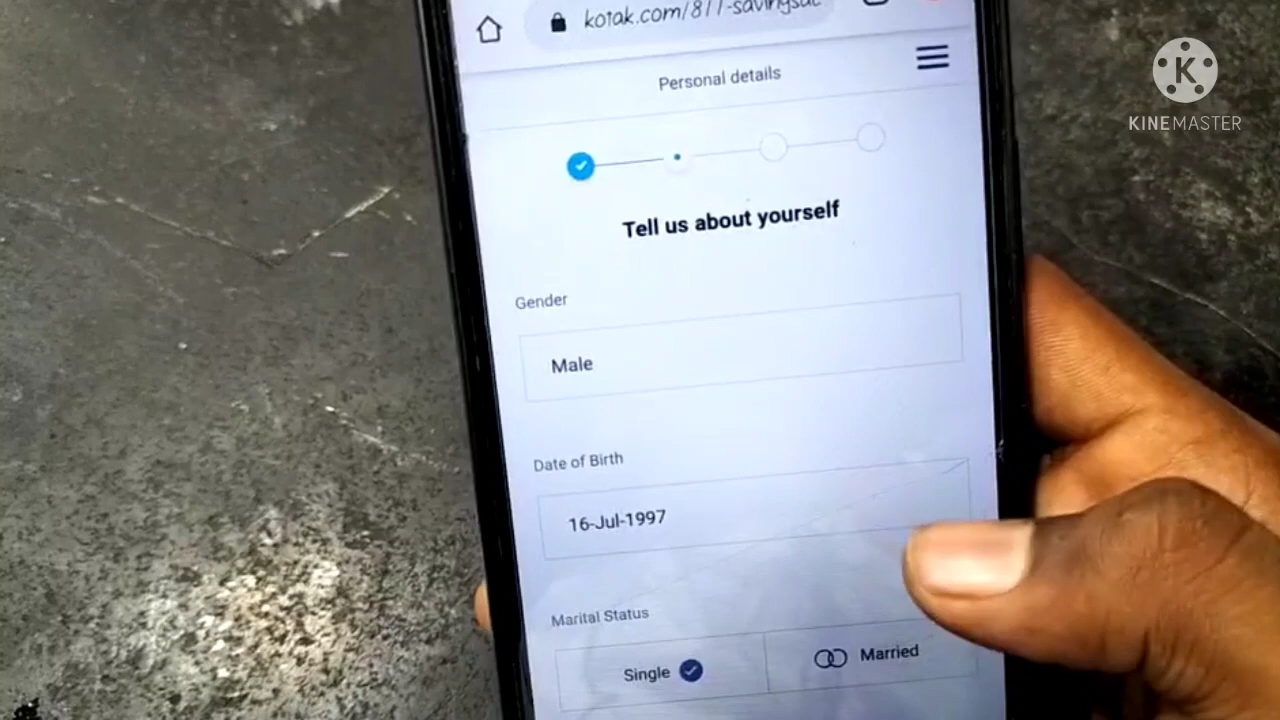 kotak.com/811-savingsac
Personal details
K
KINEMASTER
Tell us about yourself
Gender
Male
Date of Birth
16-Jul-1997
Marital Status
Single
Married